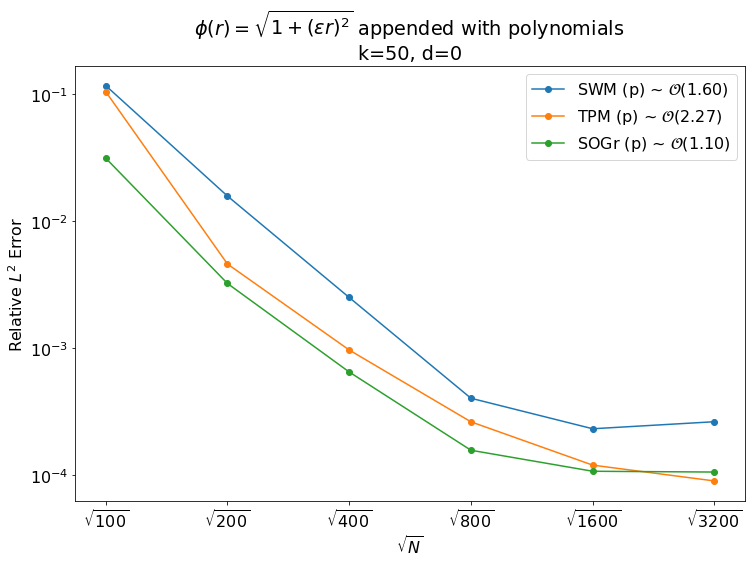 ϕ(r) = √1 + (εr)² appended with polynomials
k=50, d=0
SWM (p) ~ 𝒪(1.60)
TPM (p) ~ 𝒪(2.27)
SOGr (p) ~ 𝒪(1.10)
Relative L² Error
10⁻¹
10⁻²
10⁻³
10⁻⁴
√100 √200 √400 √800 √1600 √3200
√N